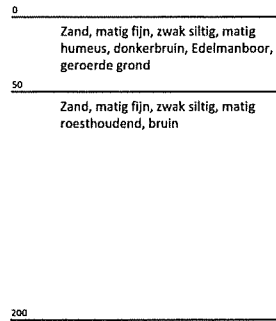 0
Zand, matig fijn, zwak siltig, matig
humeus, donkerbruin, Edelmanboor,
geroerde grond
50
Zand, matig fijn, zwak siltig, matig
roesthoudend, bruin
200